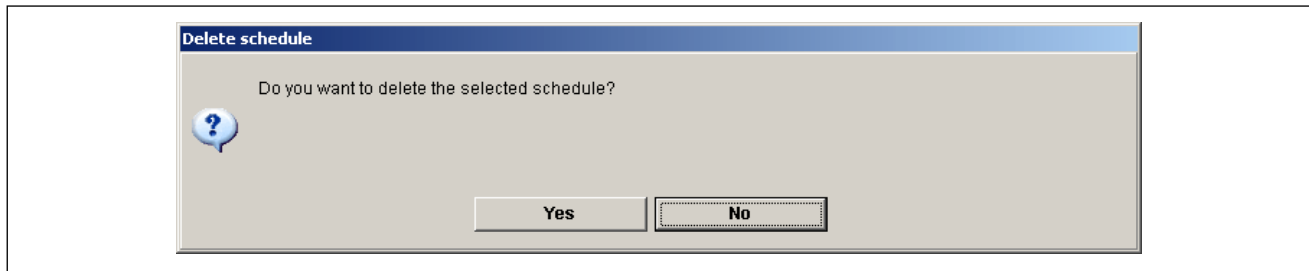 Delete schedule
Do you want to delete the selected schedule?
Yes No